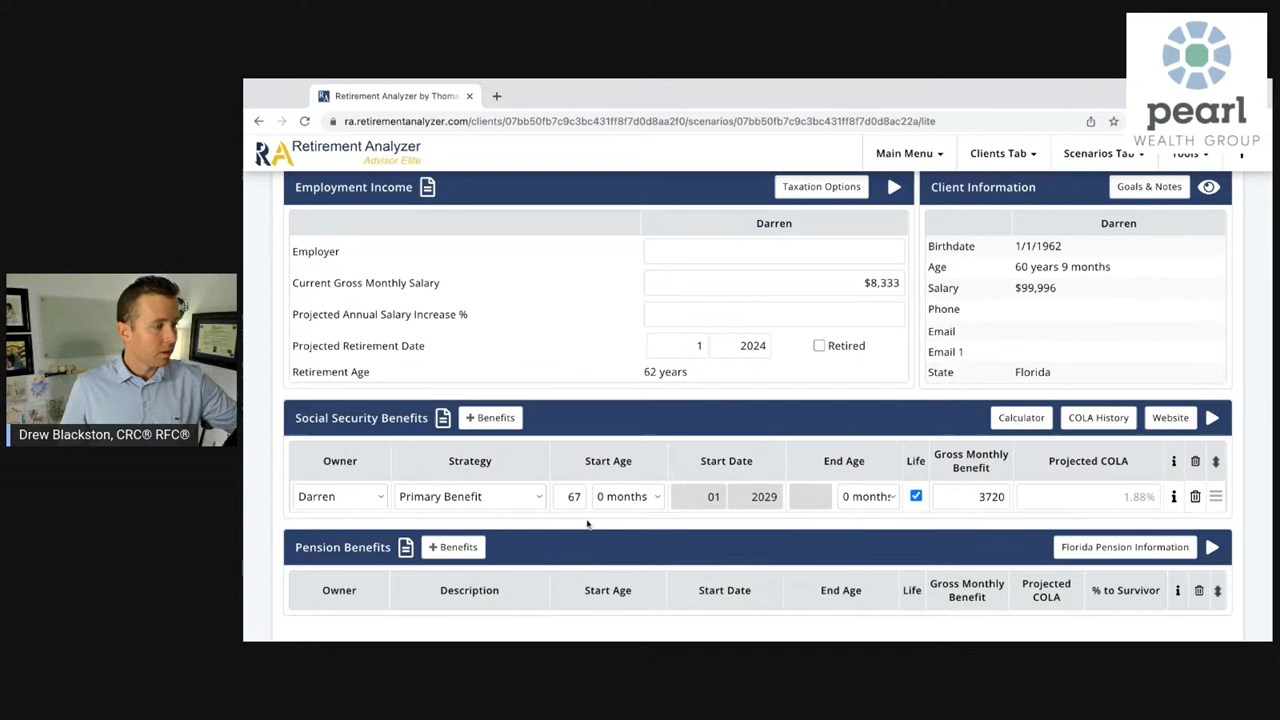 pearl
WEALTH GROUP
Retirement Analyzer by Thoma
ra.retirementanalyzer.com/clients/07bb50fb7c9c3bc431ff8f7d0d8aa2f0/scenarios/07bb50fb7c9c3bc431ff8f7d0d8ac22a/lite
RA Retirement Analyzer
Advisor Elite
Main Menu Clients Tab Scenarios Tab Tools
Employment Income Taxation Options
Darren
Employer
Current Gross Monthly Salary $8,333
Projected Annual Salary Increase %
Projected Retirement Date 1 2024 Retired
Retirement Age 62 years
Client Information Goals & Notes
Darren
Birthdate 1/1/1962
Age 60 years 9 months
Salary $99,996
Phone
Email
Email 1
State Florida
Drew Blackston, CRC® RFC®
Social Security Benefits + Benefits Calculator COLA History Website
Owner Strategy Start Age Start Date End Age Life Gross Monthly Benefit Projected COLA
Darren Primary Benefit 67 0 months 01 2029 0 months 3720 1.88%
Pension Benefits + Benefits Florida Pension Information
Owner Description Start Age Start Date End Age Life Gross Monthly Benefit Projected COLA % to Survivor